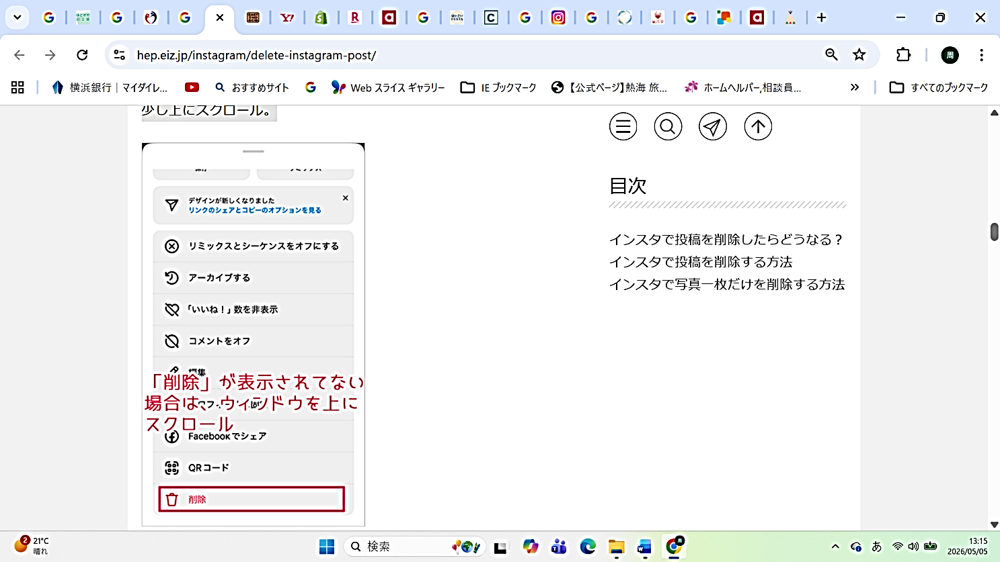 hep.eiz.jp/instagram/delete-instagram-post/
周
横浜銀行｜マイダイレ...
おすすめサイト
Web スライス ギャラリー
IE ブックマーク
【公式ページ】熱海 旅...
ホームヘルパー,相談員...
»
すべてのブックマーク
少し上にスクロール。
デザインが新しくなりました
リンクのシェアとコピーのオプションを見る
リミックスとシーケンスをオフにする
アーカイブする
「いいね！」数を非表示
コメントをオフ
編集
「削除」が表示されてない
場合は、ウィンドウを上に
スクロール
Facebookでシェア
QRコード
削除
目次
インスタで投稿を削除したらどうなる？
インスタで投稿を削除する方法
インスタで写真一枚だけを削除する方法
2
21°C
晴れ
検索
あ
13:15
2026/05/05